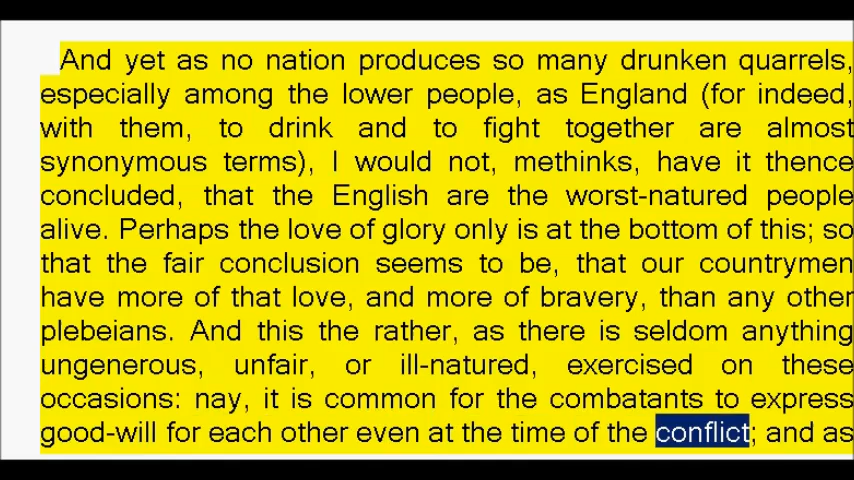 And yet as no nation produces so many drunken quarrels,
especially among the lower people, as England (for indeed,
with them, to drink and to fight together are almost
synonymous terms), I would not, methinks, have it thence
concluded, that the English are the worst-natured people
alive. Perhaps the love of glory only is at the bottom of this; so
that the fair conclusion seems to be, that our countrymen
have more of that love, and more of bravery, than any other
plebeians. And this the rather, as there is seldom anything
ungenerous, unfair, or ill-natured, exercised on these
occasions: nay, it is common for the combatants to express
good-will for each other even at the time of the conflict; and as